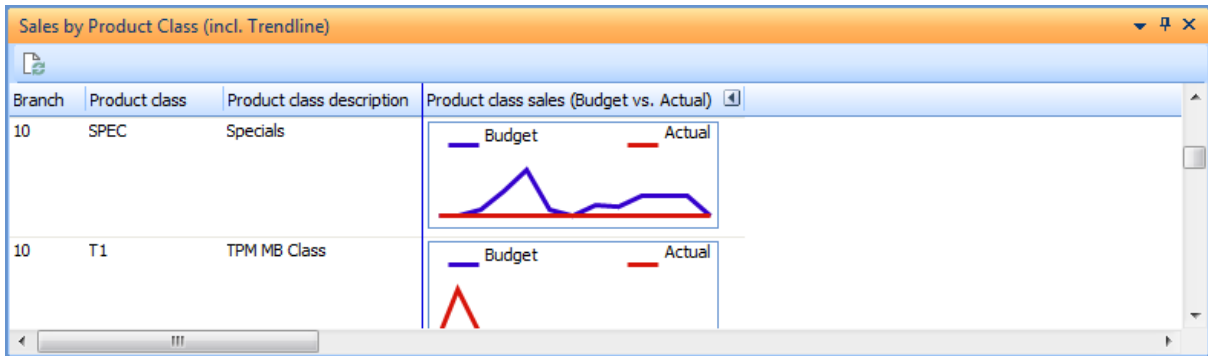 Sales by Product Class (incl. Trendline)
Branch Product class Product class description Product class sales (Budget vs. Actual)
10 SPEC Specials Budget Actual
10 T1 TPM MB Class Budget Actual